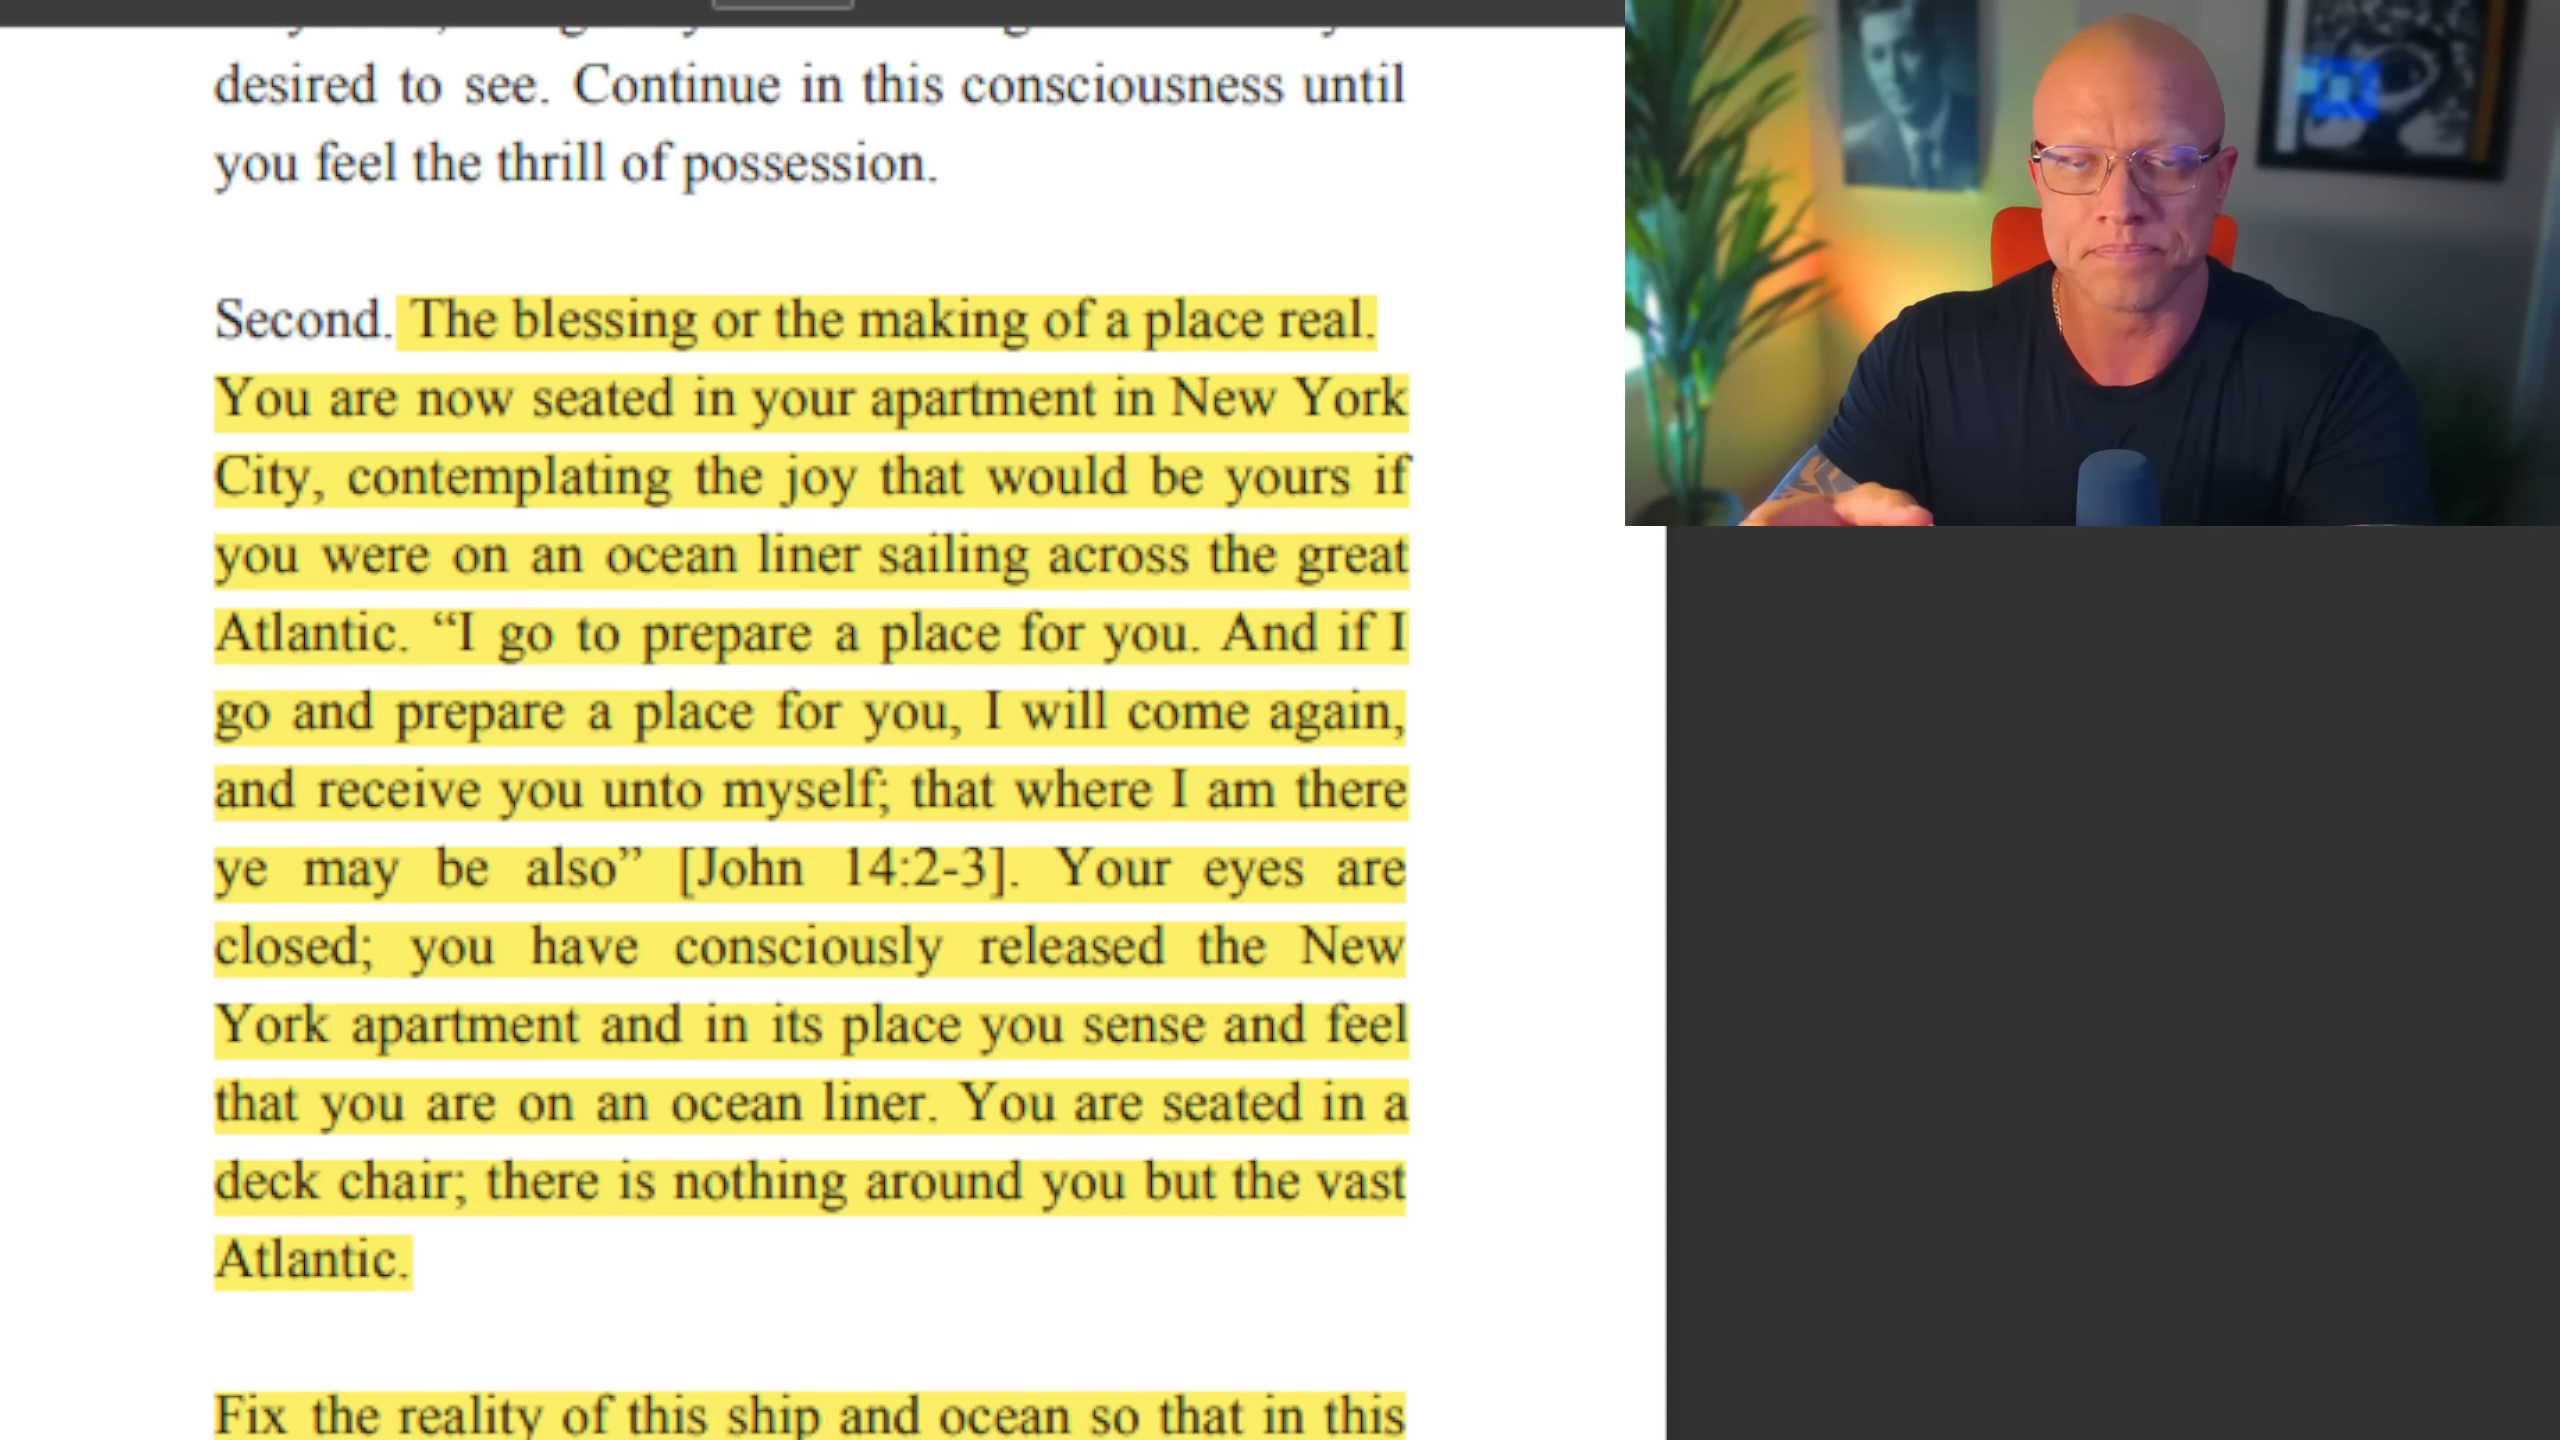 desired to see. Continue in this consciousness until
you feel the thrill of possession.
Second. The blessing or the making of a place real.
You are now seated in your apartment in New York
City, contemplating the joy that would be yours if
you were on an ocean liner sailing across the great
Atlantic. “I go to prepare a place for you. And if I
go and prepare a place for you, I will come again,
and receive you unto myself; that where I am there
ye may be also” [John 14:2-3]. Your eyes are
closed; you have consciously released the New
York apartment and in its place you sense and feel
that you are on an ocean liner. You are seated in a
deck chair; there is nothing around you but the vast
Atlantic.
Fix the reality of this ship and ocean so that in this